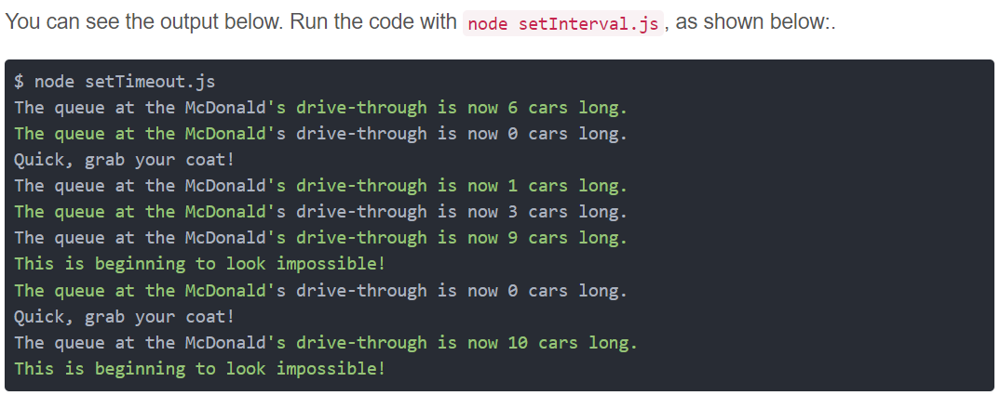 You can see the output below. Run the code with node setInterval.js, as shown below:.
$ node setTimeout.js
The queue at the McDonald's drive-through is now 6 cars long.
The queue at the McDonald's drive-through is now 0 cars long.
Quick, grab your coat!
The queue at the McDonald's drive-through is now 1 cars long.
The queue at the McDonald's drive-through is now 3 cars long.
The queue at the McDonald's drive-through is now 9 cars long.
This is beginning to look impossible!
The queue at the McDonald's drive-through is now 0 cars long.
Quick, grab your coat!
The queue at the McDonald's drive-through is now 10 cars long.
This is beginning to look impossible!